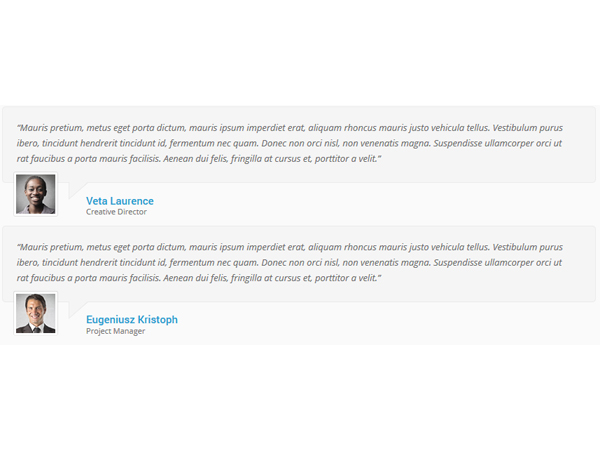 “Mauris pretium, metus eget porta dictum, mauris ipsum imperdiet erat, aliquam rhoncus mauris justo vehicula tellus. Vestibulum purus
ibero, tincidunt hendrerit tincidunt id, fermentum nec quam. Donec non orci nisl, non venenatis magna. Suspendisse ullamcorper orci ut
rat faucibus a porta mauris facilisis. Aenean dui felis, fringilla at cursus et, porttitor a velit.”
Veta Laurence
Creative Director
“Mauris pretium, metus eget porta dictum, mauris ipsum imperdiet erat, aliquam rhoncus mauris justo vehicula tellus. Vestibulum purus
ibero, tincidunt hendrerit tincidunt id, fermentum nec quam. Donec non orci nisl, non venenatis magna. Suspendisse ullamcorper orci ut
rat faucibus a porta mauris facilisis. Aenean dui felis, fringilla at cursus et, porttitor a velit.”
Eugeniusz Kristoph
Project Manager